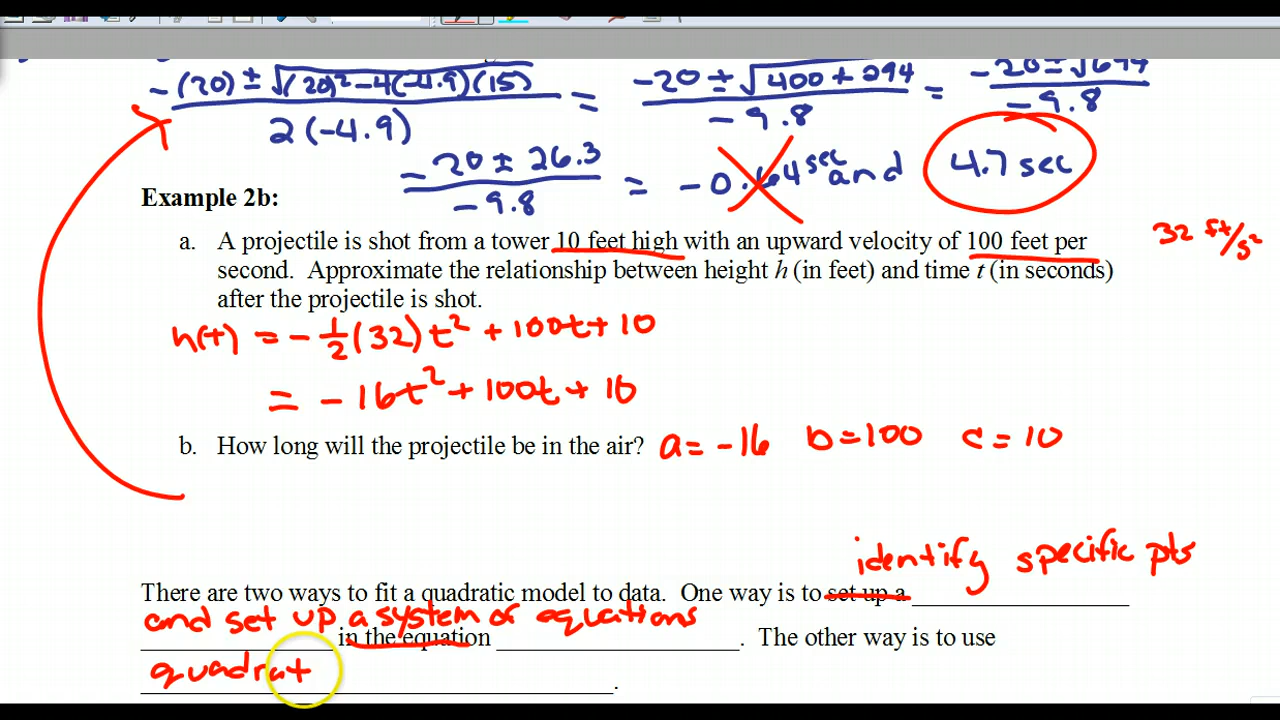 -(20) ± √(20)² - 4(-4.9)(15) / 2(-4.9) = -20 ± √400 + 294 / -9.8 = -20 ± √694 / -9.8
-20 ± 26.3 / -9.8 = -0.64 sec and 4.7 sec
Example 2b:
a. A projectile is shot from a tower 10 feet high with an upward velocity of 100 feet per
32 ft/s²
second. Approximate the relationship between height h (in feet) and time t (in seconds)
after the projectile is shot.
h(t) = - 1/2 (32) t² + 100t + 10
= - 16t² + 100t + 10
b. How long will the projectile be in the air? a = -16 b = 100 c = 10
identify specific pts
There are two ways to fit a quadratic model to data. One way is to set up a
and set up a system of equations
in the equation . The other way is to use
quadrat
.